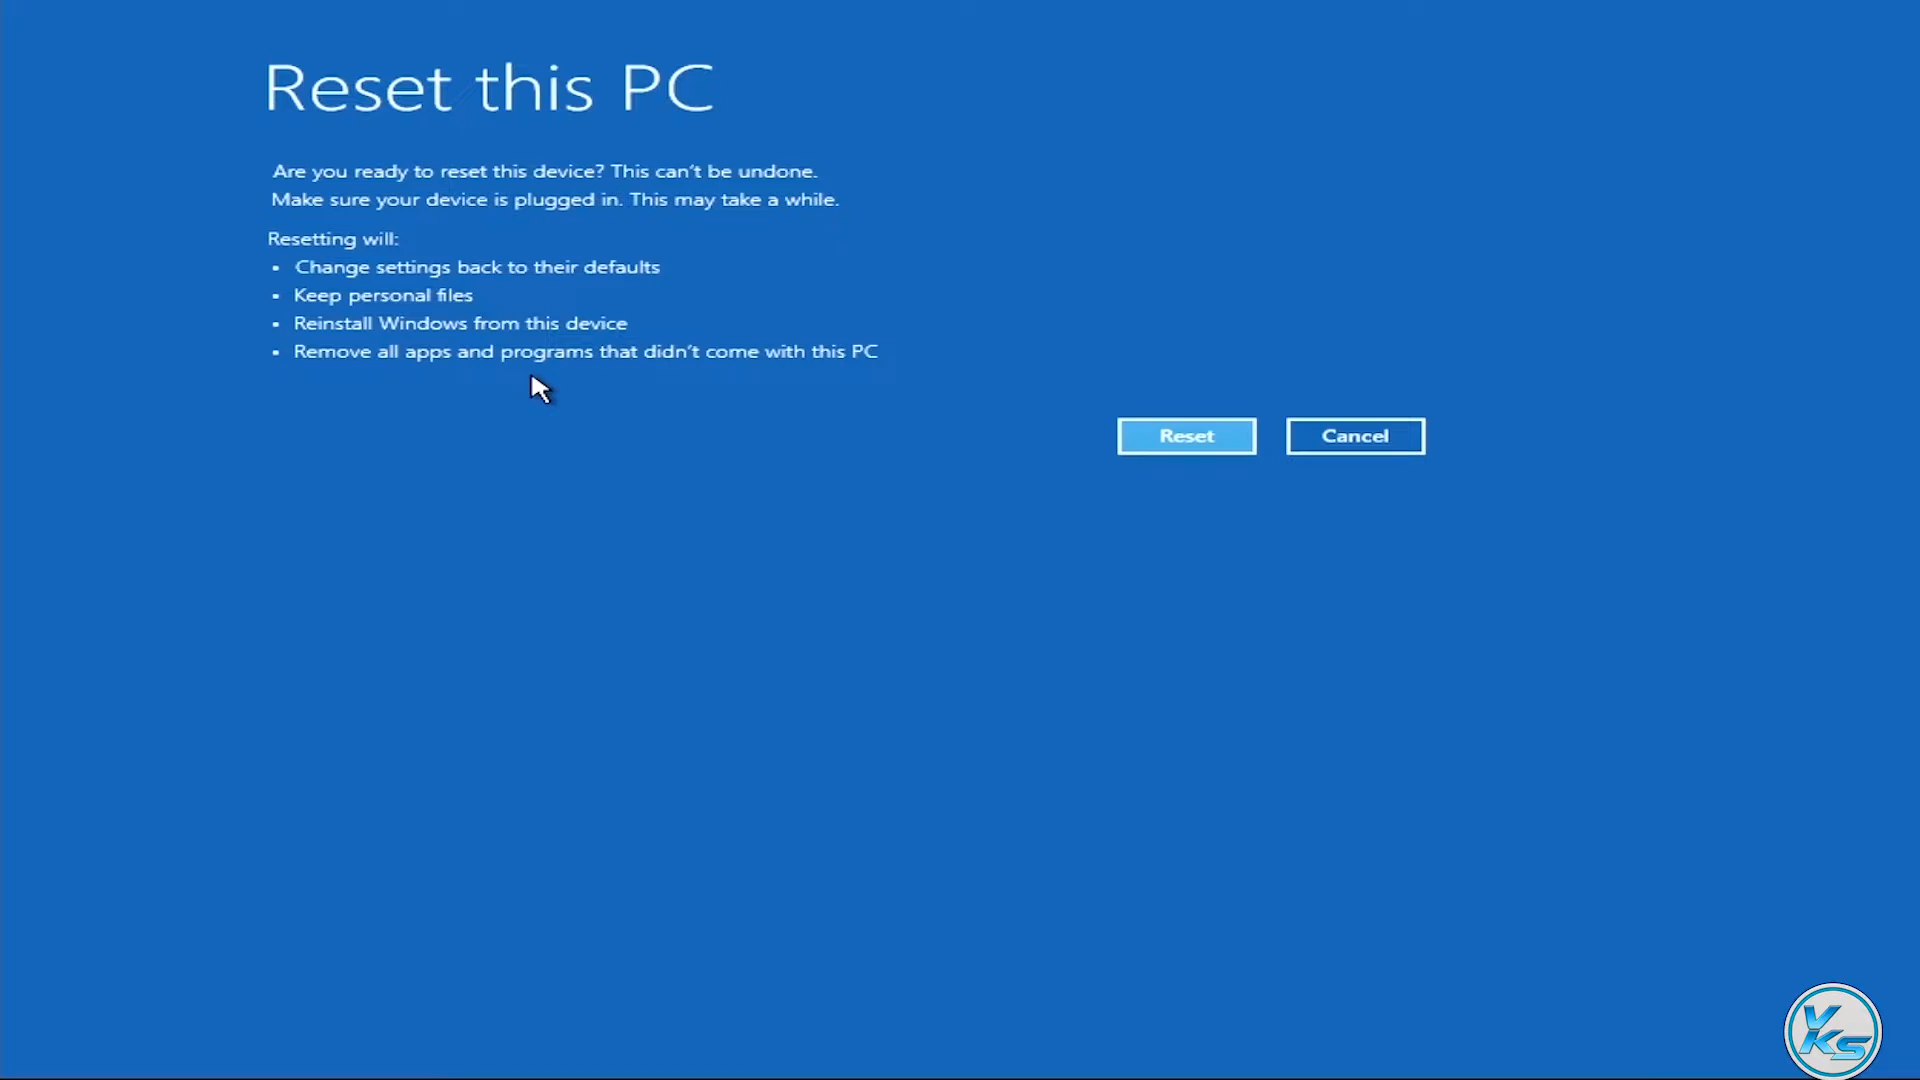 Reset this PC
Are you ready to reset this device? This can't be undone.
Make sure your device is plugged in. This may take a while.
Resetting will:
• Change settings back to their defaults
• Keep personal files
• Reinstall Windows from this device
• Remove all apps and programs that didn't come with this PC
Reset
Cancel
VKS